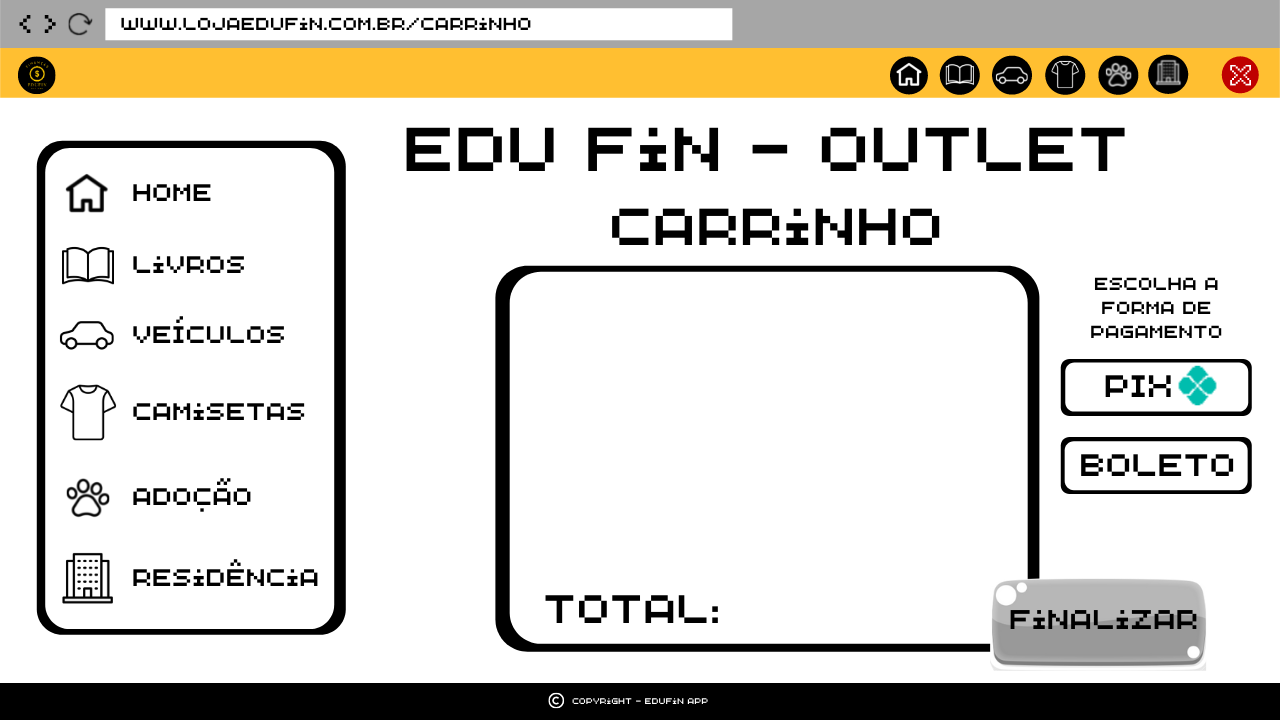 WWW.LOJAEDUFIN.COM.BR/CARRINHO
EDU FIN - OUTLET
CARRINHO
HOME
LIVROS
VEÍCULOS
CAMISETAS
ADOÇÃO
RESIDÊNCIA
ESCOLHA A
FORMA DE
PAGAMENTO
PIX
BOLETO
TOTAL:
FINALIZAR
© COPYRIGHT - EDUFIN APP